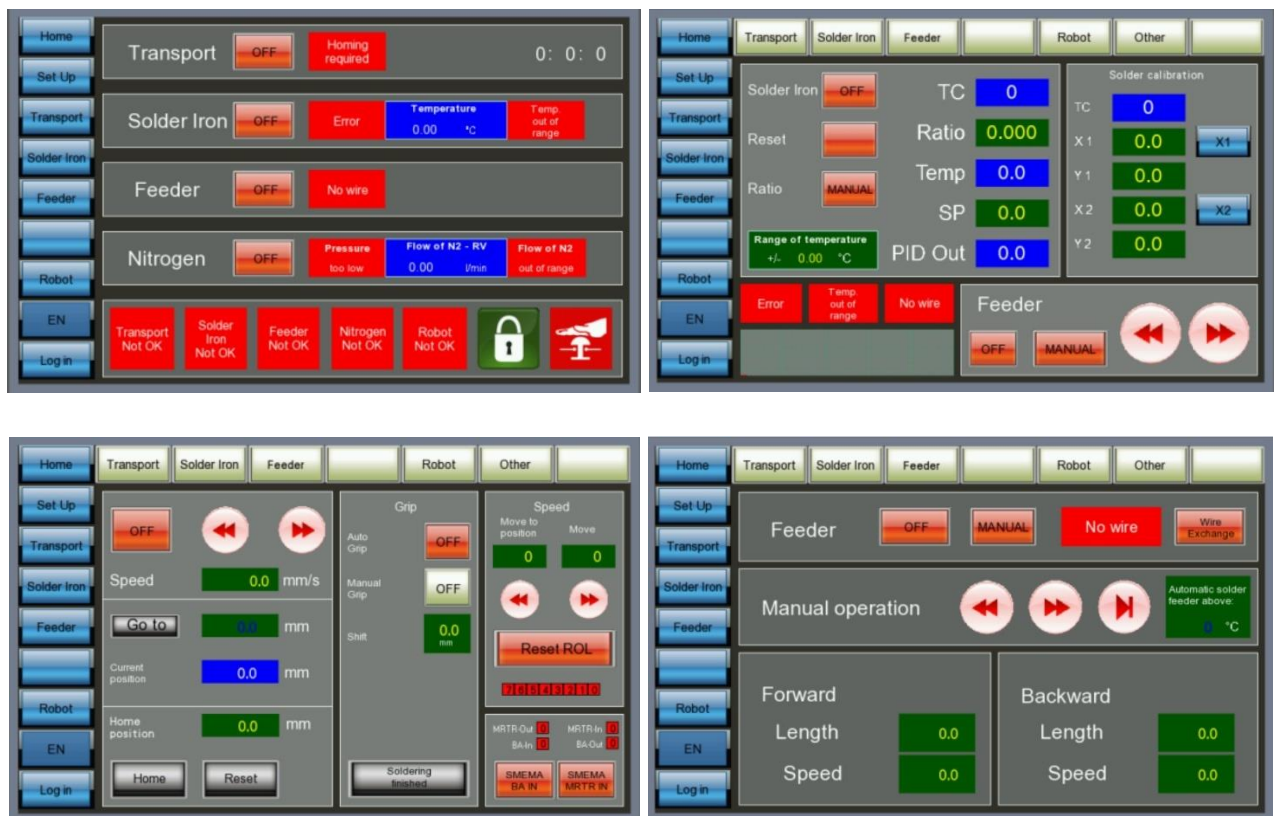 Home
Set Up
Transport
Solder Iron
Feeder
Robot
EN
Log in
Transport OFF Homing required 0: 0: 0
Solder Iron OFF Error Temperature 0.00 °C Temp. out of range
Feeder OFF No wire
Nitrogen OFF Pressure too low Flow of N2 - RV 0.00 l/min Flow of N2 out of range
Transport Not OK
Solder Iron Not OK
Feeder Not OK
Nitrogen Not OK
Robot Not OK
Home
Set Up
Transport
Solder Iron
Feeder
Robot
EN
Log in
Transport Solder Iron Feeder Robot Other
Solder Iron OFF
Reset
Ratio MANUAL
Range of temperature
+/- 0.00 °C
TC 0
Ratio 0.000
Temp 0.0
SP 0.0
PID Out 0.0
Solder calibration
TC 0
X1 0.0 X1
Y1 0.0
X2 0.0 X2
Y2 0.0
Error
Temp. out of range
No wire
Feeder
OFF MANUAL
Home
Set Up
Transport
Solder Iron
Feeder
Robot
EN
Log in
Transport Solder Iron Feeder Robot Other
OFF
Speed 0.0 mm/s
Go to 0.0 mm
Current position 0.0 mm
Home position 0.0 mm
Home Reset
Grip
Auto Grip OFF
Manual Grip OFF
Shift 0.0 mm
Soldering finished
Speed
Move to position Move
0 0
Reset ROL
7 6 5 4 3 2 1 0
MRTR-Out 0 MRTR-In 0
BA-In 0 BA-Out 0
SMEMA BA IN
SMEMA MRTR IN
Home
Set Up
Transport
Solder Iron
Feeder
Robot
EN
Log in
Transport Solder Iron Feeder Robot Other
Feeder OFF MANUAL No wire Wire Exchange
Manual operation
Automatic solder
feeder above:
0 °C
Forward
Length 0.0
Speed 0.0
Backward
Length 0.0
Speed 0.0